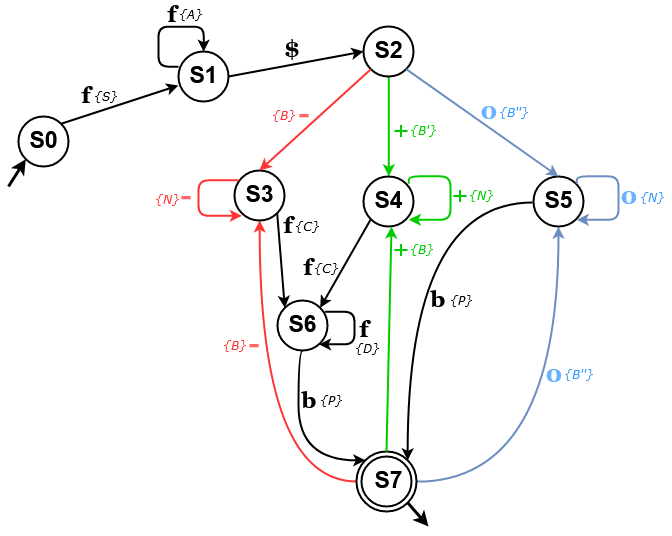 f {A}
$
S2
S1
f {S}
o {B"}
{B} -
+ {B'}
S0
S3
S4
S5
{N} -
+ {N}
o {N}
f {C}
+ {B}
f {C}
b {P}
S6
f
{D}
{B} -
o {B"}
b {P}
S7